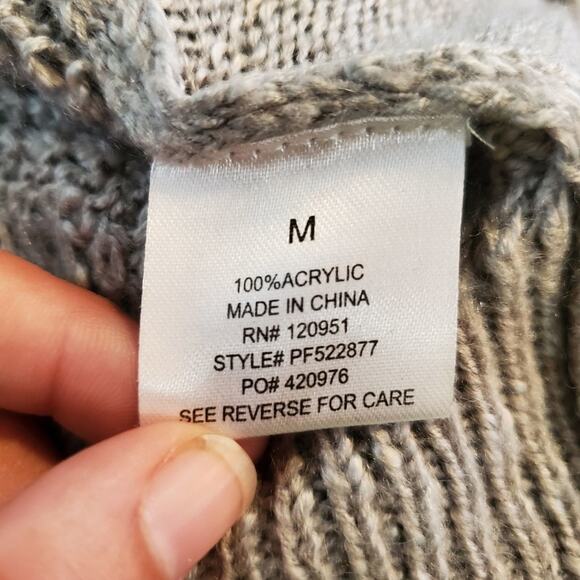 M
100%ACRYLIC
MADE IN CHINA
RN# 120951
STYLE# PF522877
PO# 420976
SEE REVERSE FOR CARE